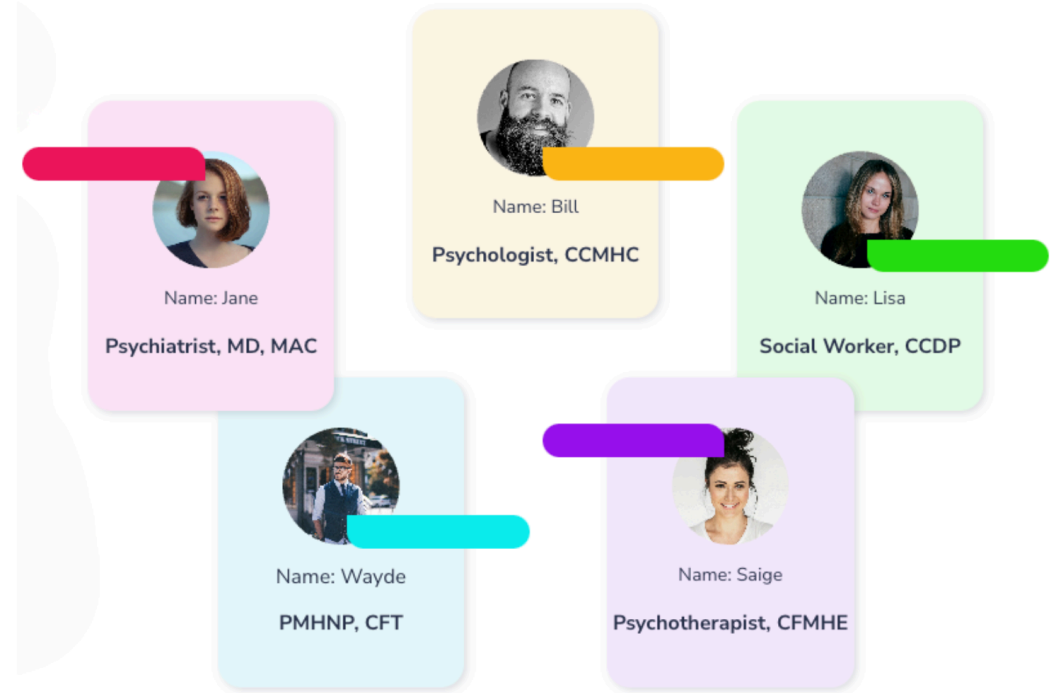 Name: Bill
Psychologist, CCMHC
Name: Jane
Psychiatrist, MD, MAC
Name: Lisa
Social Worker, CCDP
Name: Wayde
PMHNP, CFT
Name: Saige
Psychotherapist, CFMHE